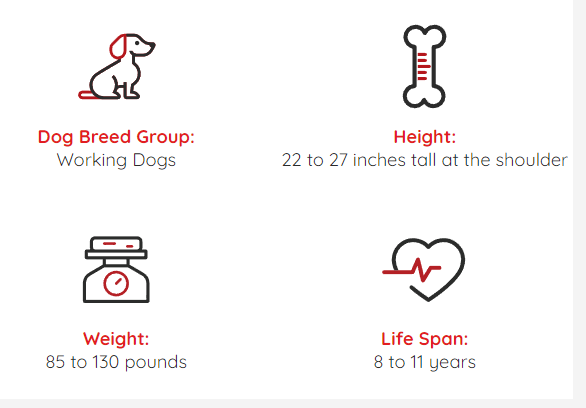 Dog Breed Group:
Working Dogs
Height:
22 to 27 inches tall at the shoulder
Weight:
85 to 130 pounds
Life Span:
8 to 11 years